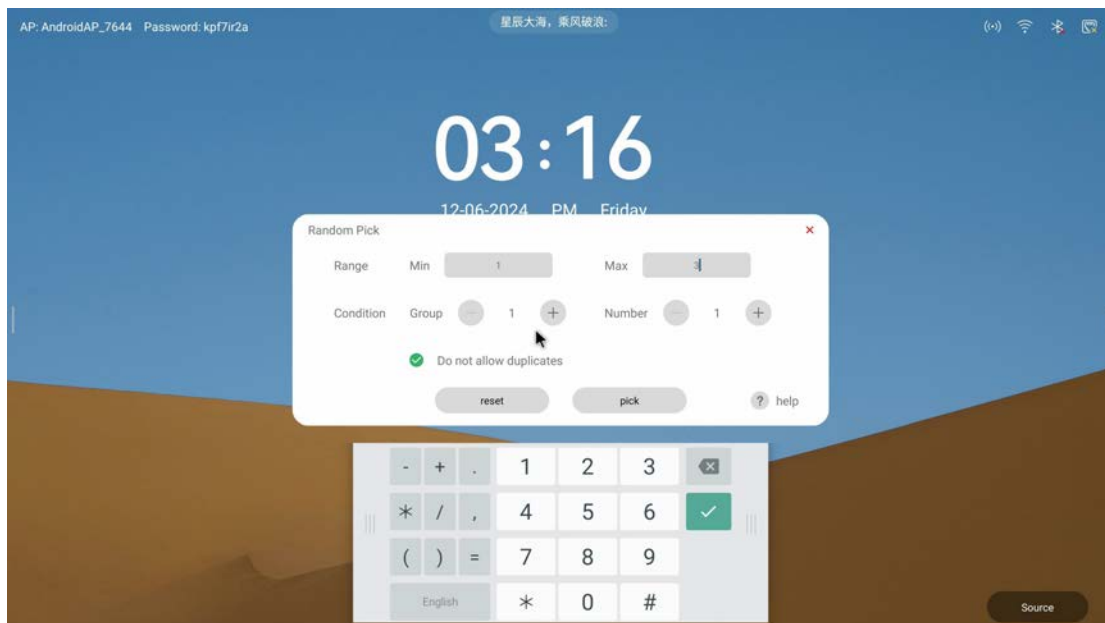 AP: AndroidAP_7644 Password: kpf7ir2a
星辰大海，乘风破浪:
03:16
12-06-2024 PM Friday
Random Pick
Range Min 1 Max 3
Condition Group − 1 + Number − 1 +
Do not allow duplicates
reset pick ? help
- + . 1 2 3
* / , 4 5 6
( ) = 7 8 9
English * 0 #
Source